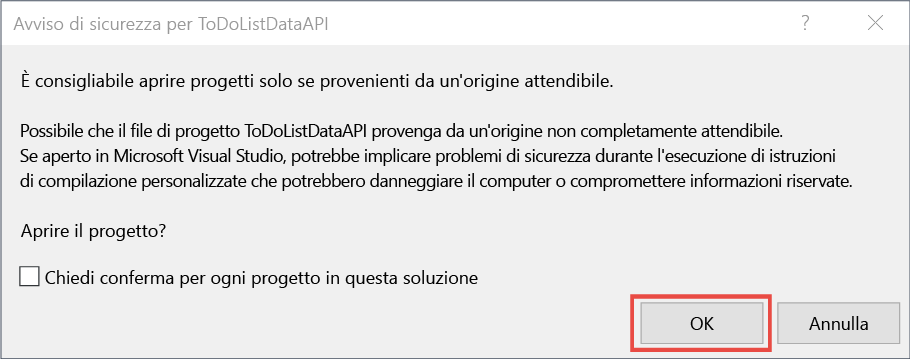 Avviso di sicurezza per ToDoListDataAPI
?
È consigliabile aprire progetti solo se provenienti da un'origine attendibile.
Possibile che il file di progetto ToDoListDataAPI provenga da un'origine non completamente attendibile.
Se aperto in Microsoft Visual Studio, potrebbe implicare problemi di sicurezza durante l'esecuzione di istruzioni
di compilazione personalizzate che potrebbero danneggiare il computer o compromettere informazioni riservate.
Aprire il progetto?
Chiedi conferma per ogni progetto in questa soluzione
OK
Annulla